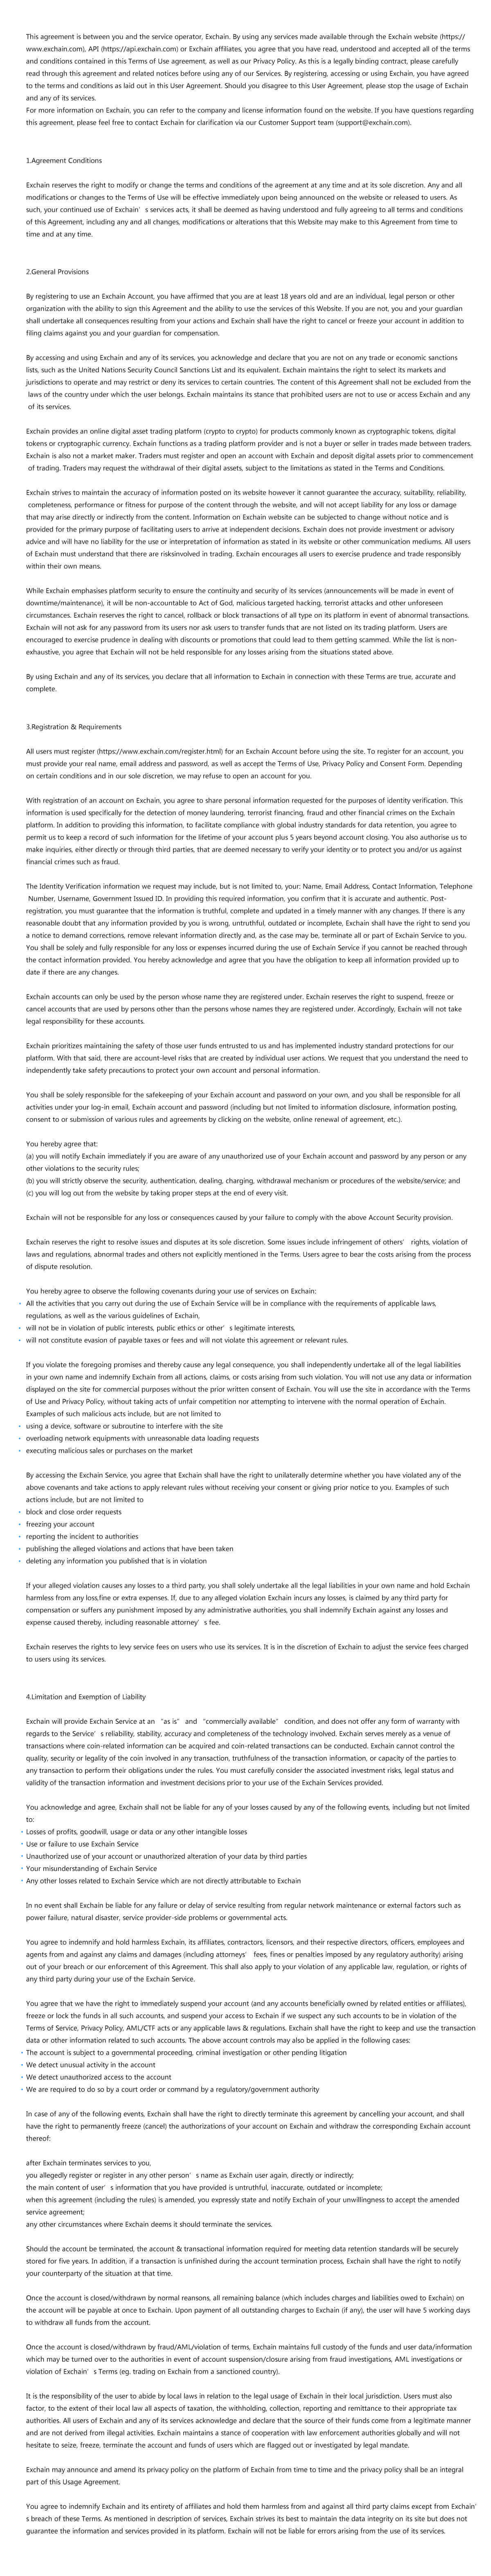 This agreement is between you and the service operator, Exchain. By using any services made available through the Exchain website (https://
www.exchain.com), API (https://api.exchain.com) or Exchain affiliates, you agree that you have read, understood and accepted all of the terms
and conditions contained in this Terms of Use agreement, as well as our Privacy Policy. As this is a legally binding contract, please carefully
read through this agreement and related notices before using any of our Services. By registering, accessing or using Exchain, you have agreed
to the terms and conditions as laid out in this User Agreement. Should you disagree to this User Agreement, please stop the usage of Exchain
and any of its services.
For more information on Exchain, you can refer to the company and license information found on the website. If you have questions regarding
this agreement, please feel free to contact Exchain for clarification via our Customer Support team (support@exchain.com).
1.Agreement Conditions
Exchain reserves the right to modify or change the terms and conditions of the agreement at any time and at its sole discretion. Any and all
modifications or changes to the Terms of Use will be effective immediately upon being announced on the website or released to users. As
such, your continued use of Exchain's services acts, it shall be deemed as having understood and fully agreeing to all terms and conditions
of this Agreement, including any and all changes, modifications or alterations that this Website may make to this Agreement from time to
time and at any time.
2.General Provisions
By registering to use an Exchain Account, you have affirmed that you are at least 18 years old and are an individual, legal person or other
organization with the ability to sign this Agreement and the ability to use the services of this Website. If you are not, you and your guardian
shall undertake all consequences resulting from your actions and Exchain shall have the right to cancel or freeze your account in addition to
filing claims against you and your guardian for compensation.
By accessing and using Exchain and any of its services, you acknowledge and declare that you are not on any trade or economic sanctions
lists, such as the United Nations Security Council Sanctions List and its equivalent. Exchain maintains the right to select its markets and
jurisdictions to operate and may restrict or deny its services to certain countries. The content of this Agreement shall not be excluded from the
laws of the country under which the user belongs. Exchain maintains its stance that prohibited users are not to use or access Exchain and any
of its services.
Exchain provides an online digital asset trading platform (crypto to crypto) for products commonly known as cryptographic tokens, digital
tokens or cryptographic currency. Exchain functions as a trading platform provider and is not a buyer or seller in trades made between traders.
Exchain is also not a market maker. Traders must register and open an account with Exchain and deposit digital assets prior to commencement
of trading. Traders may request the withdrawal of their digital assets, subject to the limitations as stated in the Terms and Conditions.
Exchain strives to maintain the accuracy of information posted on its website however it cannot guarantee the accuracy, suitability, reliability,
completeness, performance or fitness for purpose of the content through the website, and will not accept liability for any loss or damage
that may arise directly or indirectly from the content. Information on Exchain website can be subjected to change without notice and is
provided for the primary purpose of facilitating users to arrive at independent decisions. Exchain does not provide investment or advisory
advice and will have no liability for the use or interpretation of information as stated in its website or other communication mediums. All users
of Exchain must understand that there are risksinvolved in trading. Exchain encourages all users to exercise prudence and trade responsibly
within their own means.
While Exchain emphasises platform security to ensure the continuity and security of its services (announcements will be made in event of
downtime/maintenance), it will be non-accountable to Act of God, malicious targeted hacking, terrorist attacks and other unforeseen
circumstances. Exchain reserves the right to cancel, rollback or block transactions of all type on its platform in event of abnormal transactions.
Exchain will not ask for any password from its users nor ask users to transfer funds that are not listed on its trading platform. Users are
encouraged to exercise prudence in dealing with discounts or promotions that could lead to them getting scammed. While the list is non-
exhaustive, you agree that Exchain will not be held responsible for any losses arising from the situations stated above.
By using Exchain and any of its services, you declare that all information to Exchain in connection with these Terms are true, accurate and
complete.
3.Registration & Requirements
All users must register (https://www.exchain.com/register.html) for an Exchain Account before using the site. To register for an account, you
must provide your real name, email address and password, as well as accept the Terms of Use, Privacy Policy and Consent Form. Depending
on certain conditions and in our sole discretion, we may refuse to open an account for you.
With registration of an account on Exchain, you agree to share personal information requested for the purposes of identity verification. This
information is used specifically for the detection of money laundering, terrorist financing, fraud and other financial crimes on the Exchain
platform. In addition to providing this information, to facilitate compliance with global industry standards for data retention, you agree to
permit us to keep a record of such information for the lifetime of your account plus 5 years beyond account closing. You also authorise us to
make inquiries, either directly or through third parties, that are deemed necessary to verify your identity or to protect you and/or us against
financial crimes such as fraud.
The Identity Verification information we request may include, but is not limited to, your: Name, Email Address, Contact Information, Telephone
Number, Username, Government Issued ID. In providing this required information, you confirm that it is accurate and authentic. Post-
registration, you must guarantee that the information is truthful, complete and updated in a timely manner with any changes. If there is any
reasonable doubt that any information provided by you is wrong, untruthful, outdated or incomplete, Exchain shall have the right to send you
a notice to demand corrections, remove relevant information directly and, as the case may be, terminate all or part of Exchain Service to you.
You shall be solely and fully responsible for any loss or expenses incurred during the use of Exchain Service if you cannot be reached through
the contact information provided. You hereby acknowledge and agree that you have the obligation to keep all information provided up to
date if there are any changes.
Exchain accounts can only be used by the person whose name they are registered under. Exchain reserves the right to suspend, freeze or
cancel accounts that are used by persons other than the persons whose names they are registered under. Accordingly, Exchain will not take
legal responsibility for these accounts.
Exchain prioritizes maintaining the safety of those user funds entrusted to us and has implemented industry standard protections for our
platform. With that said, there are account-level risks that are created by individual user actions. We request that you understand the need to
independently take safety precautions to protect your own account and personal information.
You shall be solely responsible for the safekeeping of your Exchain account and password on your own, and you shall be responsible for all
activities under your log-in email, Exchain account and password (including but not limited to information disclosure, information posting,
consent to or submission of various rules and agreements by clicking on the website, online renewal of agreement, etc.).
You hereby agree that:
(a) you will notify Exchain immediately if you are aware of any unauthorized use of your Exchain account and password by any person or any
other violations to the security rules;
(b) you will strictly observe the security, authentication, dealing, charging, withdrawal mechanism or procedures of the website/service; and
(c) you will log out from the website by taking proper steps at the end of every visit.
Exchain will not be responsible for any loss or consequences caused by your failure to comply with the above Account Security provision.
Exchain reserves the right to resolve issues and disputes at its sole discretion. Some issues include infringement of others' rights, violation of
laws and regulations, abnormal trades and others not explicitly mentioned in the Terms. Users agree to bear the costs arising from the process
of dispute resolution.
You hereby agree to observe the following covenants during your use of services on Exchain:
• All the activities that you carry out during the use of Exchain Service will be in compliance with the requirements of applicable laws,
regulations, as well as the various guidelines of Exchain,
• will not be in violation of public interests, public ethics or other's legitimate interests,
• will not constitute evasion of payable taxes or fees and will not violate this agreement or relevant rules.
If you violate the foregoing promises and thereby cause any legal consequence, you shall independently undertake all of the legal liabilities
in your own name and indemnify Exchain from all actions, claims, or costs arising from such violation. You will not use any data or information
displayed on the site for commercial purposes without the prior written consent of Exchain. You will use the site in accordance with the Terms
of Use and Privacy Policy, without taking acts of unfair competition nor attempting to intervene with the normal operation of Exchain.
Examples of such malicious acts include, but are not limited to
• using a device, software or subroutine to interfere with the site
• overloading network equipments with unreasonable data loading requests
• executing malicious sales or purchases on the market
By accessing the Exchain Service, you agree that Exchain shall have the right to unilaterally determine whether you have violated any of the
above covenants and take actions to apply relevant rules without receiving your consent or giving prior notice to you. Examples of such
actions include, but are not limited to
• block and close order requests
• freezing your account
• reporting the incident to authorities
• publishing the alleged violations and actions that have been taken
• deleting any information you published that is in violation
If your alleged violation causes any losses to a third party, you shall solely undertake all the legal liabilities in your own name and hold Exchain
harmless from any loss,fine or extra expenses. If, due to any alleged violation Exchain incurs any losses, is claimed by any third party for
compensation or suffers any punishment imposed by any administrative authorities, you shall indemnify Exchain against any losses and
expense caused thereby, including reasonable attorney's fee.
Exchain reserves the rights to levy service fees on users who use its services. It is in the discretion of Exchain to adjust the service fees charged
to users using its services.
4.Limitation and Exemption of Liability
Exchain will provide Exchain Service at an “as is” and “commercially available” condition, and does not offer any form of warranty with
regards to the Service's reliability, stability, accuracy and completeness of the technology involved. Exchain serves merely as a venue of
transactions where coin-related information can be acquired and coin-related transactions can be conducted. Exchain cannot control the
quality, security or legality of the coin involved in any transaction, truthfulness of the transaction information, or capacity of the parties to
any transaction to perform their obligations under the rules. You must carefully consider the associated investment risks, legal status and
validity of the transaction information and investment decisions prior to your use of the Exchain Services provided.
You acknowledge and agree, Exchain shall not be liable for any of your losses caused by any of the following events, including but not limited
to:
• Losses of profits, goodwill, usage or data or any other intangible losses
• Use or failure to use Exchain Service
• Unauthorized use of your account or unauthorized alteration of your data by third parties
• Your misunderstanding of Exchain Service
• Any other losses related to Exchain Service which are not directly attributable to Exchain
In no event shall Exchain be liable for any failure or delay of service resulting from regular network maintenance or external factors such as
power failure, natural disaster, service provider-side problems or governmental acts.
You agree to indemnify and hold harmless Exchain, its affiliates, contractors, licensors, and their respective directors, officers, employees and
agents from and against any claims and damages (including attorneys' fees, fines or penalties imposed by any regulatory authority) arising
out of your breach or our enforcement of this Agreement. This shall also apply to your violation of any applicable law, regulation, or rights of
any third party during your use of the Exchain Service.
You agree that we have the right to immediately suspend your account (and any accounts beneficially owned by related entities or affiliates),
freeze or lock the funds in all such accounts, and suspend your access to Exchain if we suspect any such accounts to be in violation of the
Terms of Service, Privacy Policy, AML/CTF acts or any applicable laws & regulations. Exchain shall have the right to keep and use the transaction
data or other information related to such accounts. The above account controls may also be applied in the following cases:
• The account is subject to a governmental proceeding, criminal investigation or other pending litigation
• We detect unusual activity in the account
• We detect unauthorized access to the account
• We are required to do so by a court order or command by a regulatory/government authority
In case of any of the following events, Exchain shall have the right to directly terminate this agreement by cancelling your account, and shall
have the right to permanently freeze (cancel) the authorizations of your account on Exchain and withdraw the corresponding Exchain account
thereof:
after Exchain terminates services to you,
you allegedly register or register in any other person's name as Exchain user again, directly or indirectly;
the main content of user's information that you have provided is untruthful, inaccurate, outdated or incomplete;
when this agreement (including the rules) is amended, you expressly state and notify Exchain of your unwillingness to accept the amended
service agreement;
any other circumstances where Exchain deems it should terminate the services.
Should the account be terminated, the account & transactional information required for meeting data retention standards will be securely
stored for five years. In addition, if a transaction is unfinished during the account termination process, Exchain shall have the right to notify
your counterparty of the situation at that time.
Once the account is closed/withdrawn by normal reansons, all remaining balance (which includes charges and liabilities owed to Exchain) on
the account will be payable at once to Exchain. Upon payment of all outstanding charges to Exchain (if any), the user will have 5 working days
to withdraw all funds from the account.
Once the account is closed/withdrawn by fraud/AML/violation of terms, Exchain maintains full custody of the funds and user data/information
which may be turned over to the authorities in event of account suspension/closure arising from fraud investigations, AML investigations or
violation of Exchain's Terms (eg. trading on Exchain from a sanctioned country).
It is the responsibility of the user to abide by local laws in relation to the legal usage of Exchain in their local jurisdiction. Users must also
factor, to the extent of their local law all aspects of taxation, the withholding, collection, reporting and remittance to their appropriate tax
authorities. All users of Exchain and any of its services acknowledge and declare that the source of their funds come from a legitimate manner
and are not derived from illegal activities. Exchain maintains a stance of cooperation with law enforcement authorities globally and will not
hesitate to seize, freeze, terminate the account and funds of users which are flagged out or investigated by legal mandate.
Exchain may announce and amend its privacy policy on the platform of Exchain from time to time and the privacy policy shall be an integral
part of this Usage Agreement.
You agree to indemnify Exchain and its entirety of affiliates and hold them harmless from and against all third party claims except from Exchain'
s breach of these Terms. As mentioned in description of services, Exchain strives its best to maintain the data integrity on its site but does not
guarantee the information and services provided in its platform. Exchain will not be liable for errors arising from the use of its services.